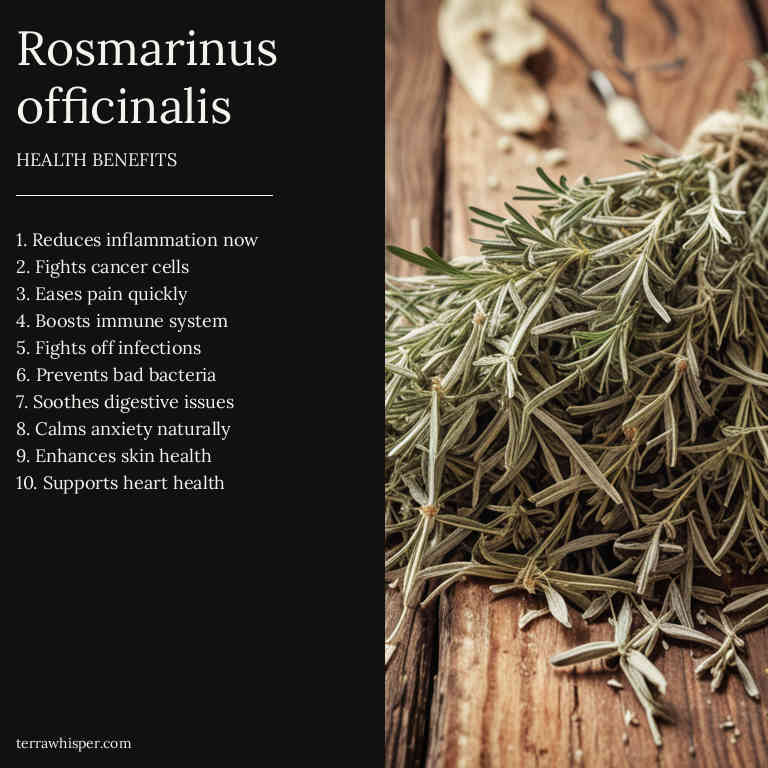 Rosmarinus
officinalis
HEALTH BENEFITS
1. Reduces inflammation now
2. Fights cancer cells
3. Eases pain quickly
4. Boosts immune system
5. Fights off infections
6. Prevents bad bacteria
7. Soothes digestive issues
8. Calms anxiety naturally
9. Enhances skin health
10. Supports heart health
terrawhisper.com